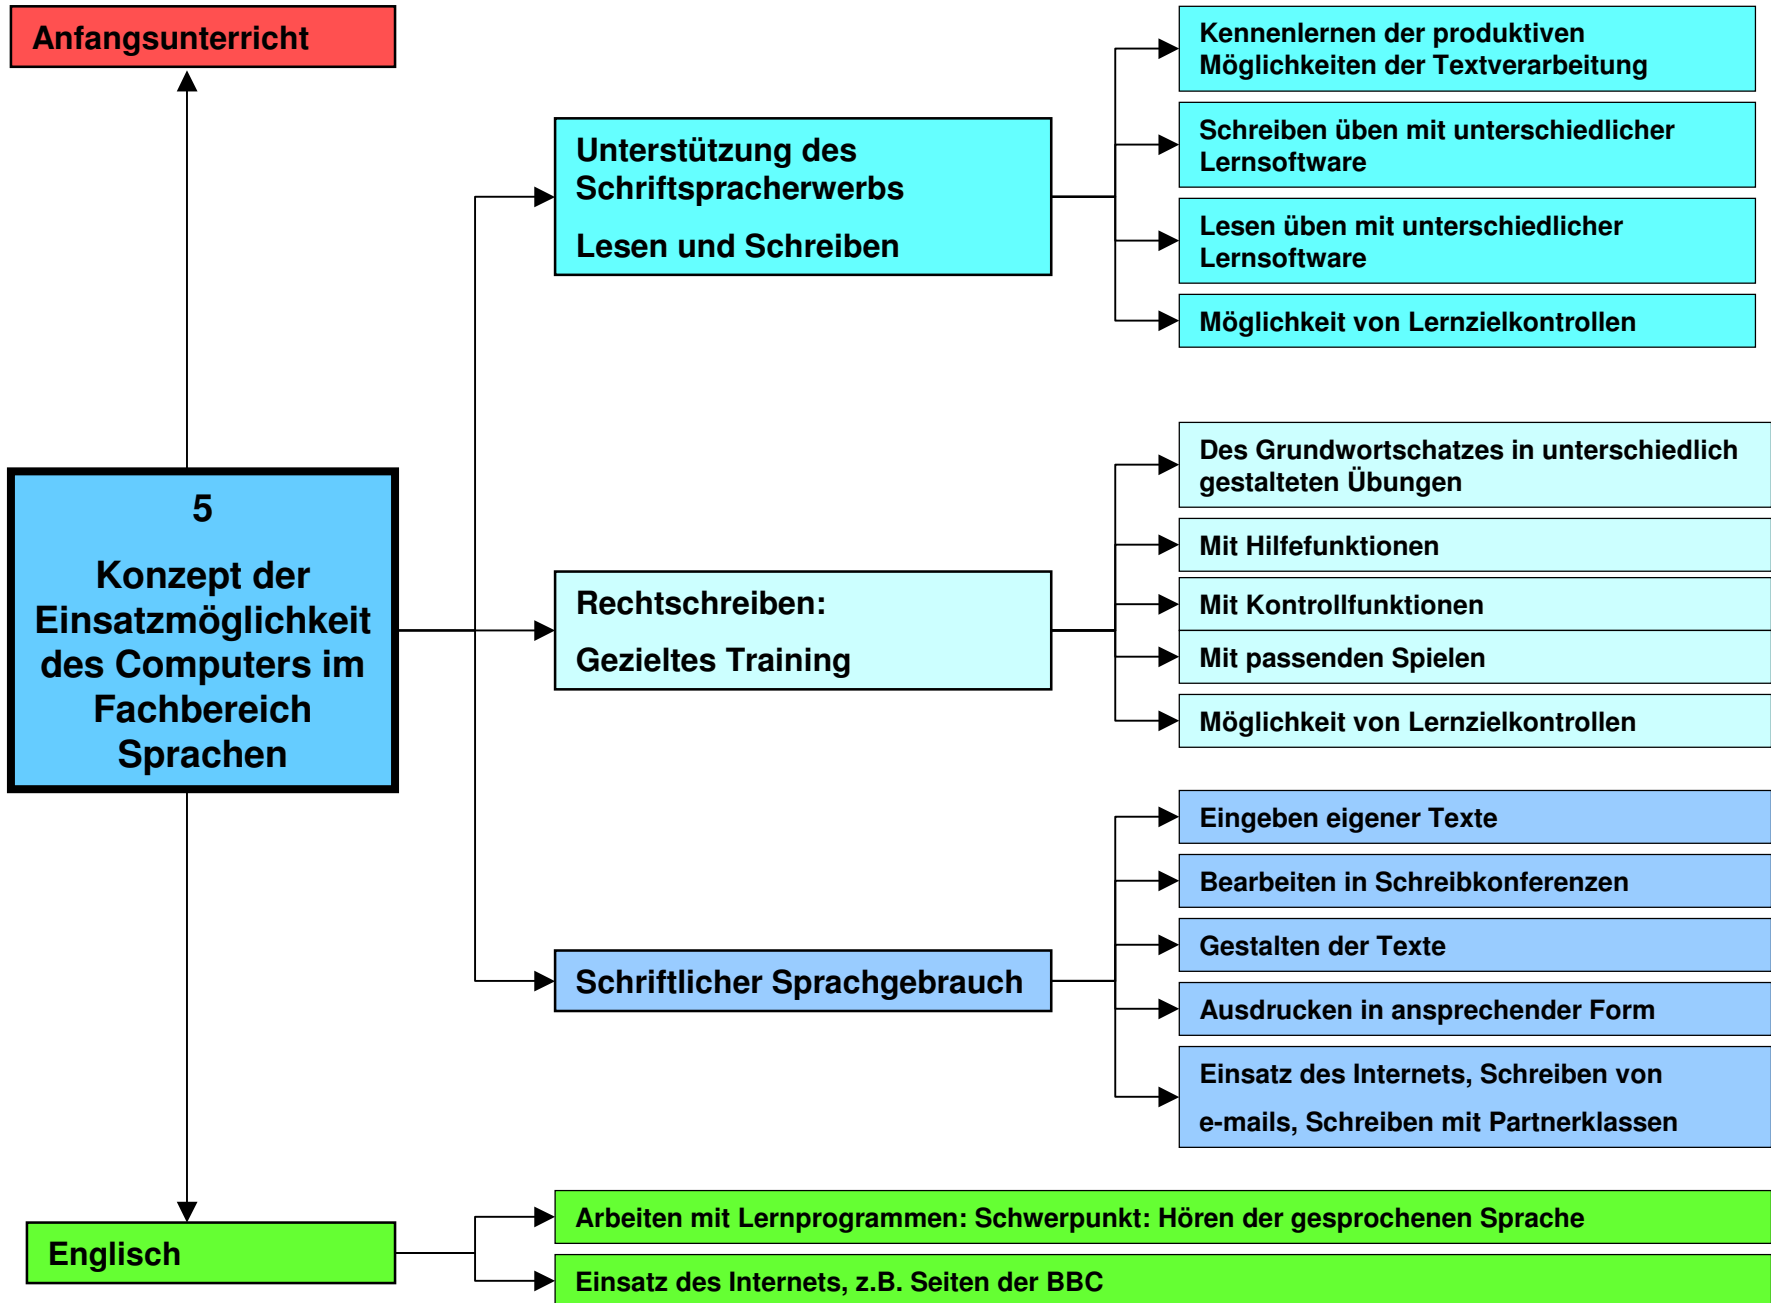 Anfangsunterricht
5
Konzept der
Einsatzmöglichkeit
des Computers im
Fachbereich
Sprachen
Englisch
Unterstützung des
Schriftspracherwerbs
Lesen und Schreiben
Kennenlernen der produktiven
Möglichkeiten der Textverarbeitung
Schreiben üben mit unterschiedlicher
Lernsoftware
Lesen üben mit unterschiedlicher
Lernsoftware
Möglichkeit von Lernzielkontrollen
Rechtschreiben:
Gezieltes Training
Des Grundwortschatzes in unterschiedlich
gestalteten Übungen
Mit Hilfefunktionen
Mit Kontrollfunktionen
Mit passenden Spielen
Möglichkeit von Lernzielkontrollen
Schriftlicher Sprachgebrauch
Eingeben eigener Texte
Bearbeiten in Schreibkonferenzen
Gestalten der Texte
Ausdrucken in ansprechender Form
Einsatz des Internets, Schreiben von
e-mails, Schreiben mit Partnerklassen
Arbeiten mit Lernprogrammen: Schwerpunkt: Hören der gesprochenen Sprache
Einsatz des Internets, z.B. Seiten der BBC